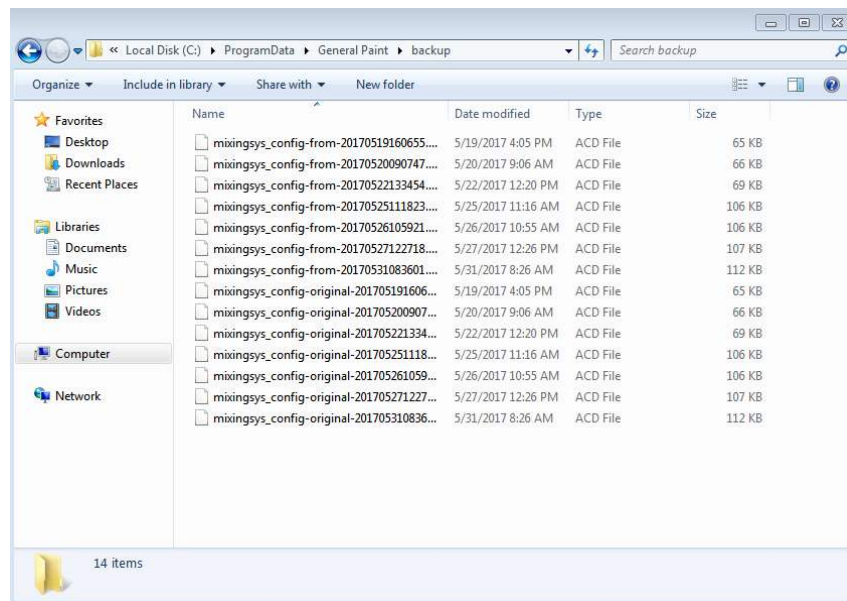 « Local Disk (C:) ▸ ProgramData ▸ General Paint ▸ backup Search backup
Organize Include in library Share with New folder
Favorites
Desktop
Downloads
Recent Places
Libraries
Documents
Music
Pictures
Videos
Computer
Network
Name Date modified Type Size
mixingsys_config-from-20170519160655.... 5/19/2017 4:05 PM ACD File 65 KB
mixingsys_config-from-20170520090747.... 5/20/2017 9:06 AM ACD File 66 KB
mixingsys_config-from-20170522133454.... 5/22/2017 12:20 PM ACD File 69 KB
mixingsys_config-from-20170525111823.... 5/25/2017 11:16 AM ACD File 106 KB
mixingsys_config-from-20170526105921.... 5/26/2017 10:55 AM ACD File 106 KB
mixingsys_config-from-20170527122718.... 5/27/2017 12:26 PM ACD File 107 KB
mixingsys_config-from-20170531083601.... 5/31/2017 8:26 AM ACD File 112 KB
mixingsys_config-original-201705191606... 5/19/2017 4:05 PM ACD File 65 KB
mixingsys_config-original-201705200907... 5/20/2017 9:06 AM ACD File 66 KB
mixingsys_config-original-201705221334... 5/22/2017 12:20 PM ACD File 69 KB
mixingsys_config-original-201705251118... 5/25/2017 11:16 AM ACD File 106 KB
mixingsys_config-original-201705261059... 5/26/2017 10:55 AM ACD File 106 KB
mixingsys_config-original-201705271227... 5/27/2017 12:26 PM ACD File 107 KB
mixingsys_config-original-201705310836... 5/31/2017 8:26 AM ACD File 112 KB
14 items